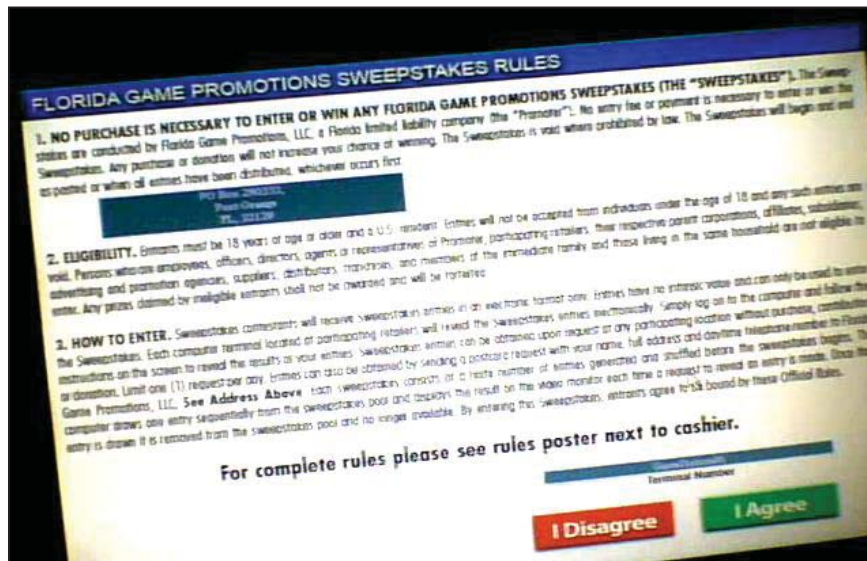 FLORIDA GAME PROMOTIONS SWEEPSTAKES RULES
1. NO PURCHASE IS NECESSARY TO ENTER OR WIN ANY FLORIDA GAME PROMOTIONS SWEEPSTAKES (THE "SWEEPSTAKES"). The Sweep-
stakes are conducted by Florida Game Promotions, LLC, a Florida limited liability company (the "Promoter"). No entry fee or payment is necessary to enter or win the
Sweepstakes. Any purchase or donation will not increase your chance of winning. The Sweepstakes is void where prohibited by law. The Sweepstakes will begin and end
as posted or when all entries have been distributed, whichever occurs first
PO Box
Port Orange
FL, 32129
2. ELIGIBILITY. Entrants must be 18 years of age or older and a U.S. resident. Entries will not be accepted from individuals under the age of 18 and any such entries are
void. Persons who are employees, officers, directors, agents or representatives of Promoter, participating retailers, their respective parent corporations, affiliates, subsidiaries,
advertising and promotion agencies, suppliers, distributors, franchises, and members of the immediate family and those living in the same household are not eligible to
enter. Any prizes claimed by ineligible entrants shall not be awarded and will be forfeited
3. HOW TO ENTER. Sweepstakes contestants will receive sweepstakes entries in an electronic format only. Entries have no intrinsic value and can only be used to enter
the Sweepstakes. Each computer terminal located at participating retailers will reveal the Sweepstakes entries electronically. Simply log on to the computer and follow the
instructions on the screen to reveal the results of your entries. Sweepstakes entries can be obtained upon request at any participating location without purchase, contribution
or donation. Limit one (1) request per day. Entries can also be obtained by sending a postcard request with your name, full address and daytime telephone number to Florida
Game Promotions, LLC, See Address Above. Each sweepstakes consists of a finite number of entries generated and shuffled before the sweepstakes begins. The
computer draws one entry sequentially from the sweepstakes pool and displays the result on the video monitor each time a request to reveal an entry is made. Once the
entry is drawn it is removed from the sweepstakes pool and no longer available. By entering this Sweepstakes, entrants agree to be bound by these Official Rules.
For complete rules please see rules poster next to cashier.
Terminal Number
I Disagree
I Agree